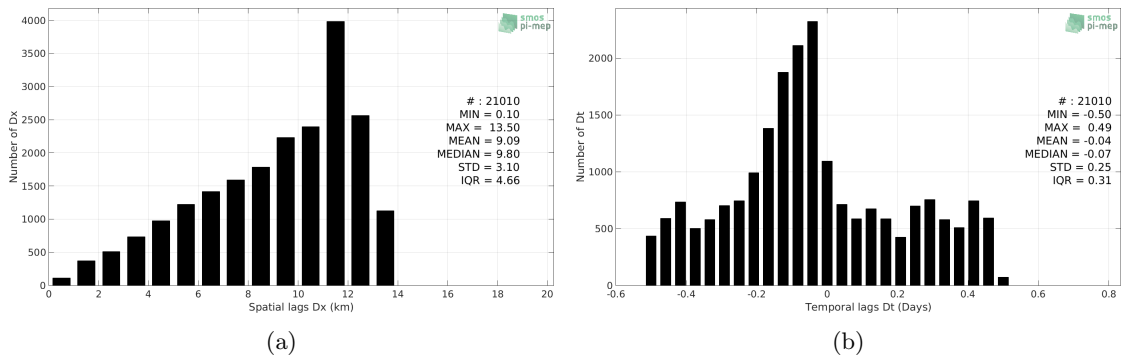 4000
3500
3000
2500
2000
1500
1000
500
0
Number of Dx
0 2 4 6 8 10 12 14 16 18 20
Spatial lags Dx (km)
smos
pi-mep
# : 21010
MIN = 0.10
MAX = 13.50
MEAN = 9.09
MEDIAN = 9.80
STD = 3.10
IQR = 4.66
(a)
2000
1500
1000
500
0
Number of Dt
-0.6 -0.4 -0.2 0 0.2 0.4 0.6 0.8
Temporal lags Dt (Days)
smos
pi-mep
# : 21010
MIN = -0.50
MAX = 0.49
MEAN = -0.04
MEDIAN = -0.07
STD = 0.25
IQR = 0.31
(b)